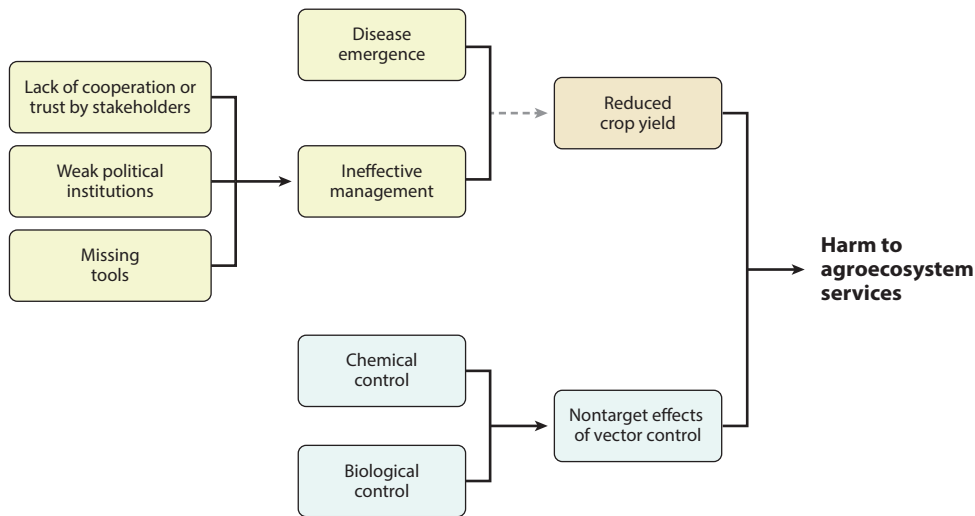 Disease
emergence
Lack of cooperation or
trust by stakeholders
Weak political
institutions
Missing
tools
Ineffective
management
Reduced
crop yield
Harm to
agroecosystem
services
Chemical
control
Biological
control
Nontarget effects
of vector control